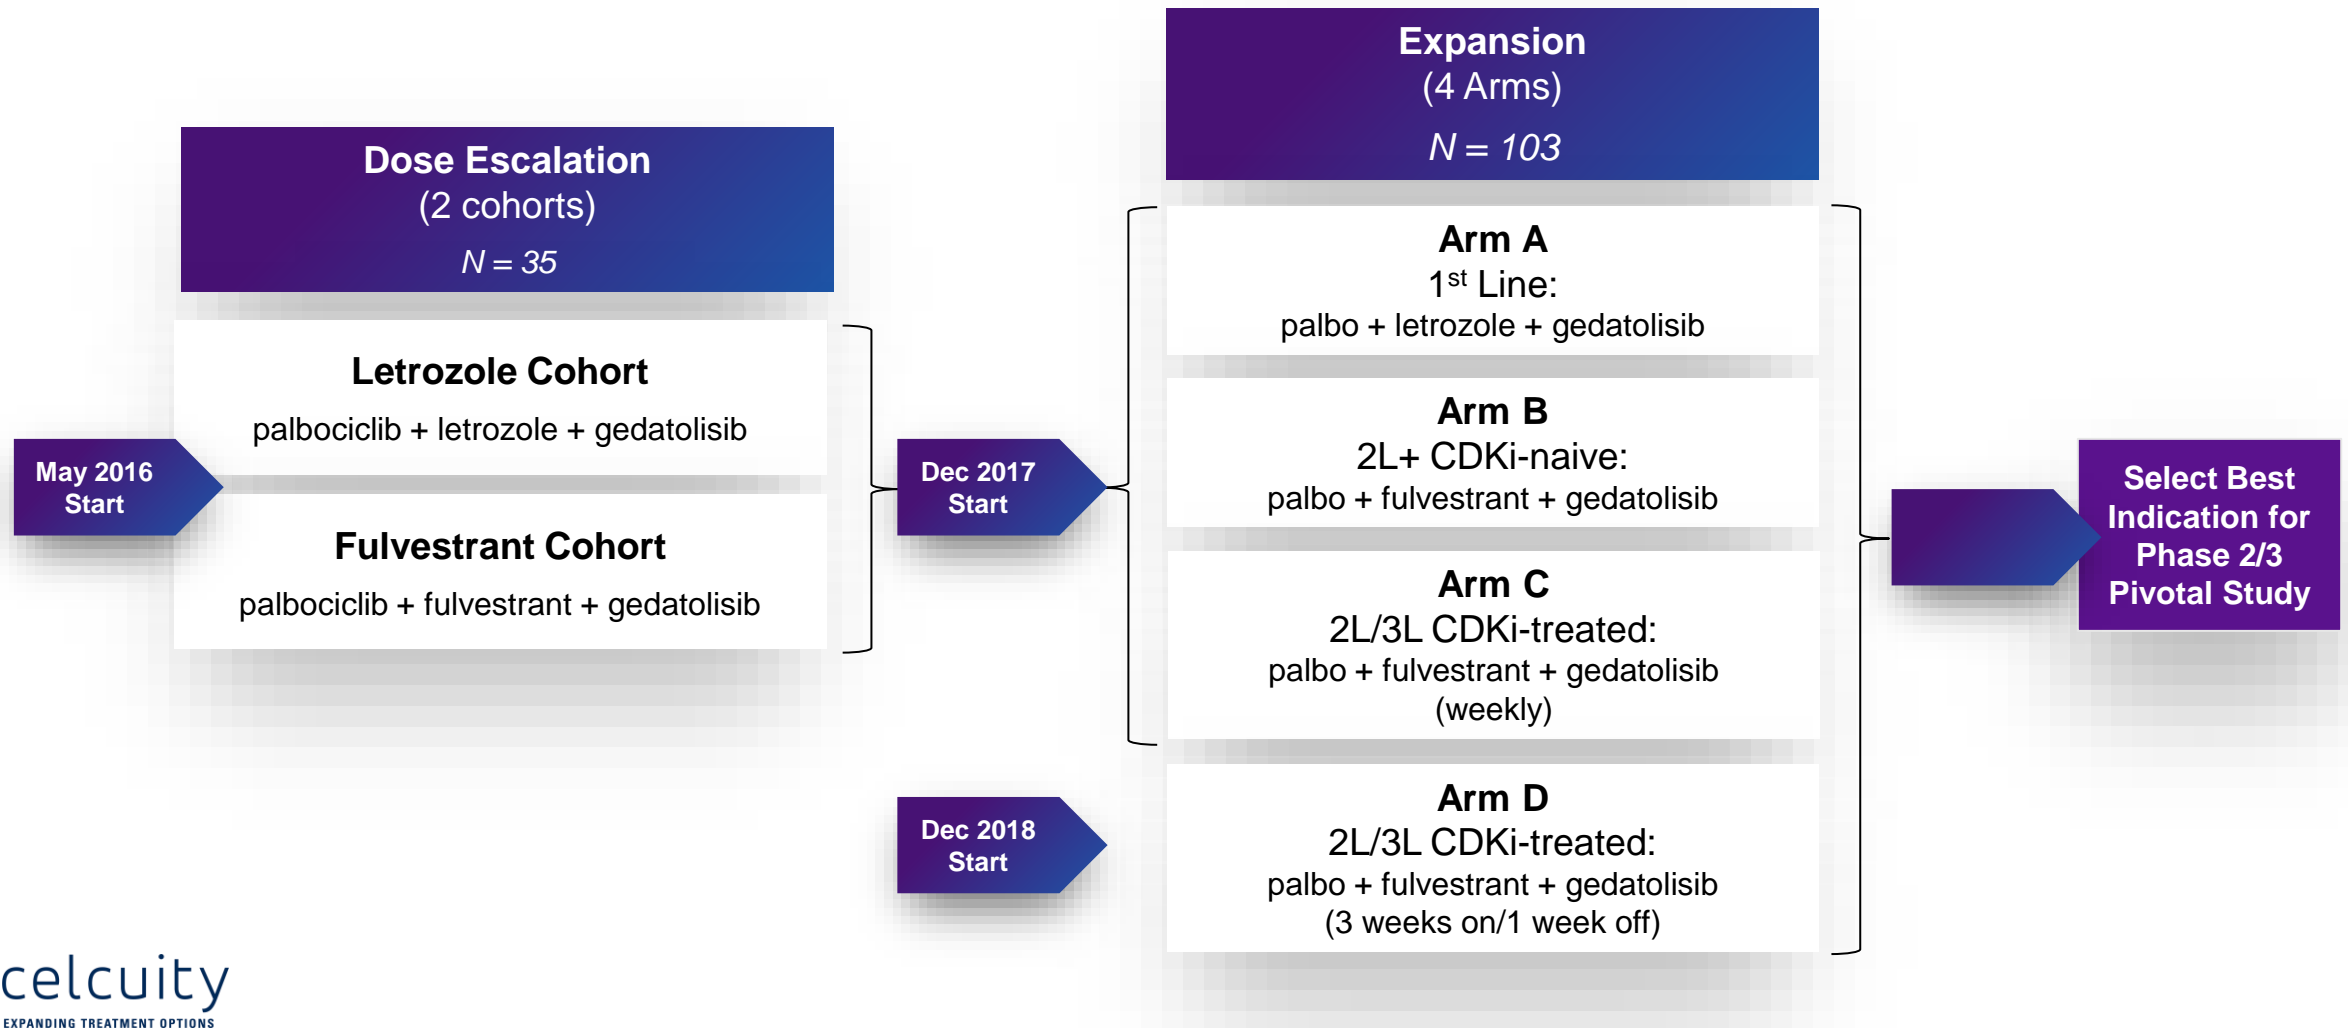 Dose Escalation
(2 cohorts)
N = 35
May 2016
Start
Letrozole Cohort
palbociclib + letrozole + gedatolisib
Fulvestrant Cohort
palbociclib + fulvestrant + gedatolisib
Dec 2017
Start
Dec 2018
Start
Expansion
(4 Arms)
N = 103
Arm A
1st Line:
palbo + letrozole + gedatolisib
Arm B
2L+ CDKi-naive:
palbo + fulvestrant + gedatolisib
Arm C
2L/3L CDKi-treated:
palbo + fulvestrant + gedatolisib
(weekly)
Arm D
2L/3L CDKi-treated:
palbo + fulvestrant + gedatolisib
(3 weeks on/1 week off)
Select Best
Indication for
Phase 2/3
Pivotal Study
celcuity
EXPANDING TREATMENT OPTIONS